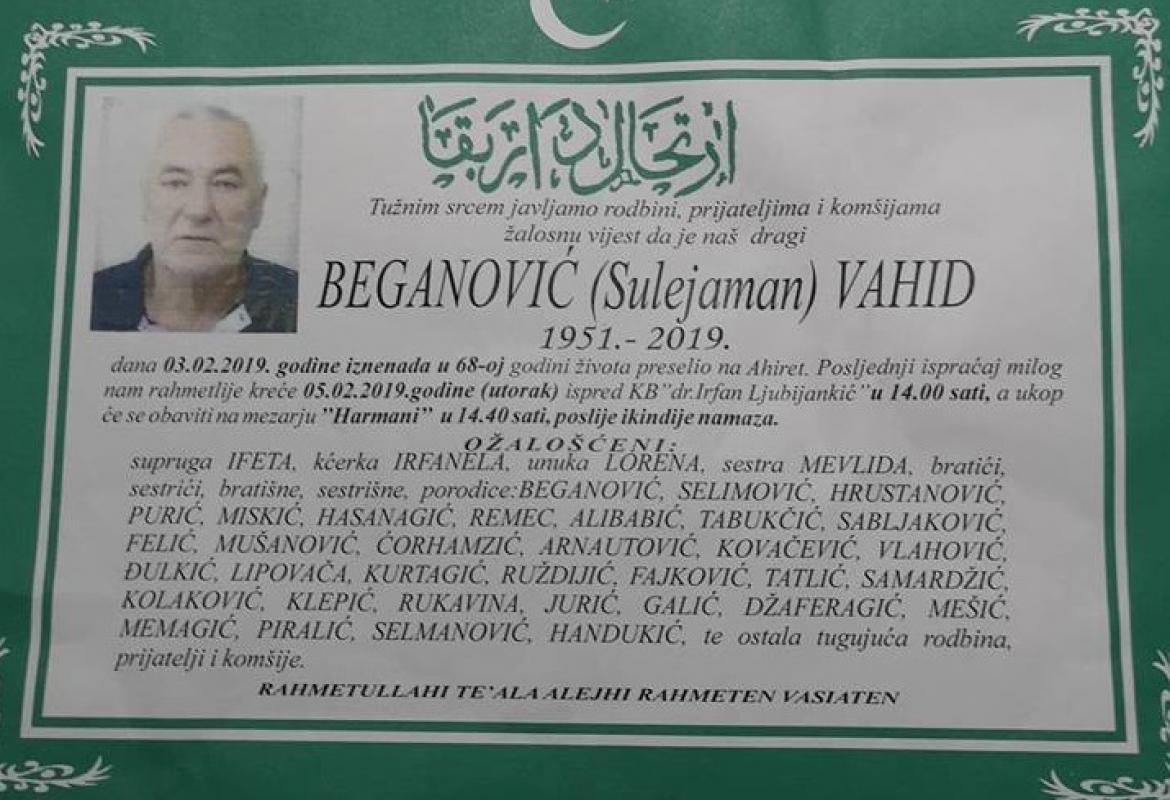 ارتحال دار بقا
Tužnim srcem javljamo rodbini, prijateljima i komšijama
žalosnu vijest da je naš dragi
BEGANOVIĆ (Sulejaman) VAHID
1951.- 2019.
dana 03.02.2019. godine iznenada u 68-oj godini života preselio na Ahiret. Posljednji ispraćaj milog
nam rahmetlije kreće 05.02.2019.godine (utorak) ispred KB"dr.Irfan Ljubijankić"u 14.00 sati, a ukop
će se obaviti na mezarju "Harmani" u 14.40 sati, poslije ikindije namaza.
OŽALOŠĆENI:
supruga IFETA, kćerka IRFANELA, unuka LORENA, sestra MEVLIDA, bratići,
sestrići, bratišne, sestrišne, porodice:BEGANOVIĆ, SELIMOVIĆ, HRUSTANOVIĆ,
PURIĆ, MISKIĆ, HASANAGIĆ, REMEC, ALIBABIĆ, TABUKČIĆ, SABLJAKOVIĆ,
FELIĆ, MUŠANOVIĆ, ĆORHAMZIĆ, ARNAUTOVIĆ, KOVAČEVIĆ, VLAHOVIĆ,
ĐULKIĆ, LIPOVAČA, KURTAGIĆ, RUŽDIJIĆ, FAJKOVIĆ, TATLIĆ, SAMARDŽIĆ,
KOLAKOVIĆ, KLEPIĆ, RUKAVINA, JURIĆ, GALIĆ, DŽAFERAGIĆ, MEŠIĆ,
MEMAGIĆ, PIRALIĆ, SELMANOVIĆ, HANDUKIĆ, te ostala tugujuća rodbina,
prijatelji i komšije.
RAHMETULLAHI TE'ALA ALEJHI RAHMETEN VASIATEN